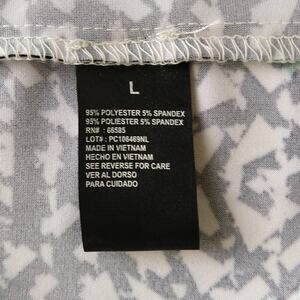 L
95% POLYESTER 5% SPANDEX
95% POLIESTER 5% SPANDEX
RN# : 66585
LOT# : PC106469NL
MADE IN VIETNAM
HECHO EN VIETNAM
SEE REVERSE FOR CARE
VER AL DORSO
PARA CUIDADO